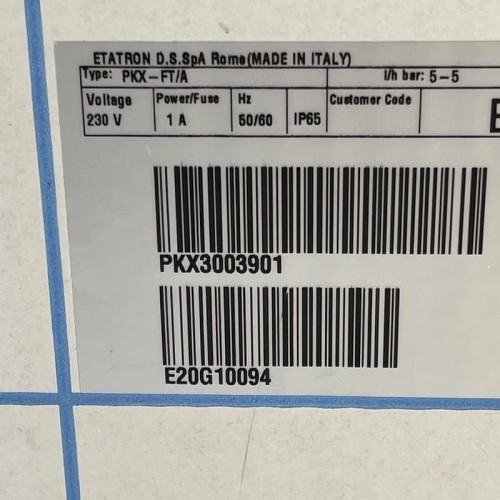 ETATRON D.S.SpA Rome(MADE IN ITALY)
Type: PKX-FT/A l/h bar: 5-5
Voltage Power/Fuse Hz Customer Code
230 V 1 A 50/60 IP65
PKX3003901
E20G10094